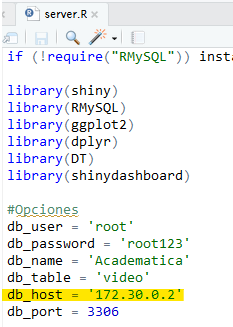 server.R
if (!require("RMySQL")) insta
library(shiny)
library(RMySQL)
library(ggplot2)
library(dplyr)
library(DT)
library(shinydashboard)
#Opciones
db_user = 'root'
db_password = 'root123'
db_name = 'Academatica'
db_table = 'video'
db_host = '172.30.0.2'
db_port = 3306